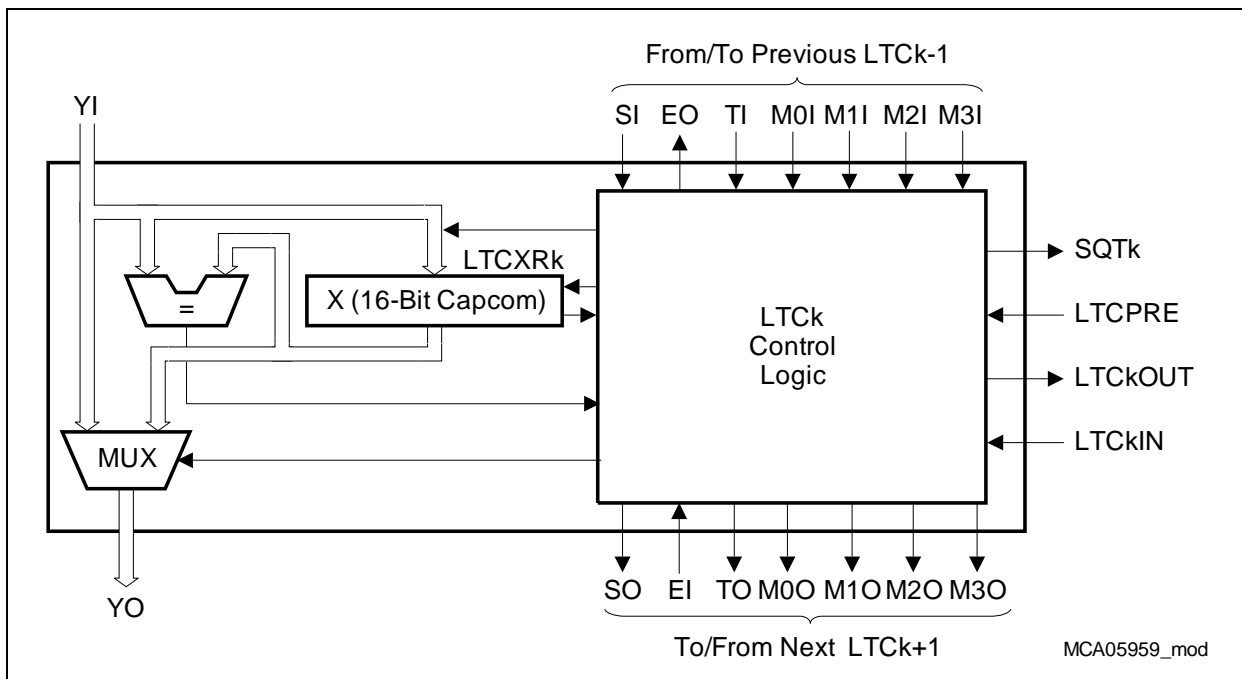 From/To Previous LTCk-1
YI
SI EO TI M0I M1I M2I M3I
LTCXRk
X (16-Bit Capcom)
=
LTCk
Control
Logic
SQTk
LTCPRE
LTCkOUT
LTCkIN
MUX
YO
SO EI TO M0O M1O M2O M3O
To/From Next LTCk+1
MCA05959_mod